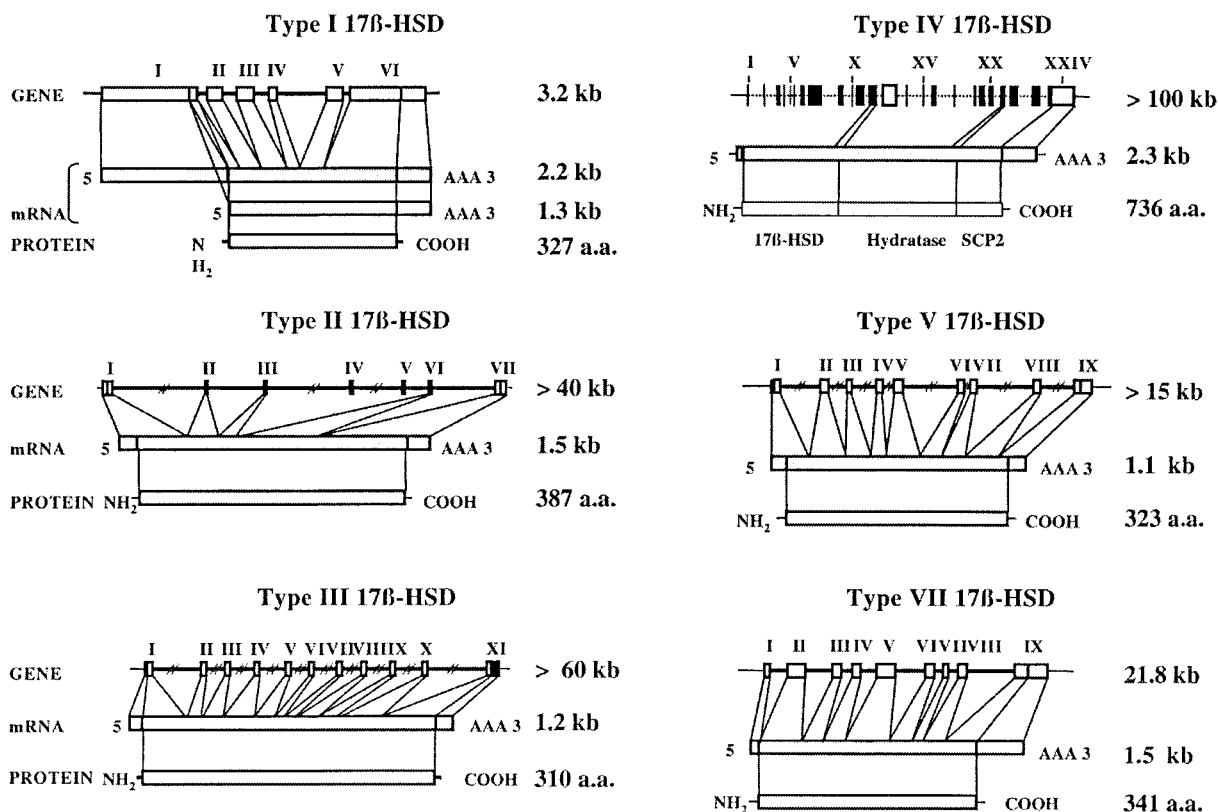 Type I 17ß-HSD
I II III IV V VI
GENE 3.2 kb
5 AAA 3 2.2 kb
mRNA 5 AAA 3 1.3 kb
PROTEIN N H2 COOH 327 a.a.
Type II 17ß-HSD
I II III IV V VI VII
GENE > 40 kb
mRNA 5 AAA 3 1.5 kb
PROTEIN NH2 COOH 387 a.a.
Type III 17ß-HSD
I II III IV V VI VII VIII IX X XI
GENE > 60 kb
mRNA 5 AAA 3 1.2 kb
PROTEIN NH2 COOH 310 a.a.
Type IV 17ß-HSD
I V X XV XX XXIV
> 100 kb
5 AAA 3 2.3 kb
NH2 COOH 736 a.a.
17ß-HSD Hydratase SCP2
Type V 17ß-HSD
I II III IV V VI VII VIII IX
> 15 kb
5 AAA 3 1.1 kb
NH2 COOH 323 a.a.
Type VII 17ß-HSD
I II III IV V VI VII VIII IX
21.8 kb
5 AAA 3 1.5 kb
NH2 COOH 341 a.a.